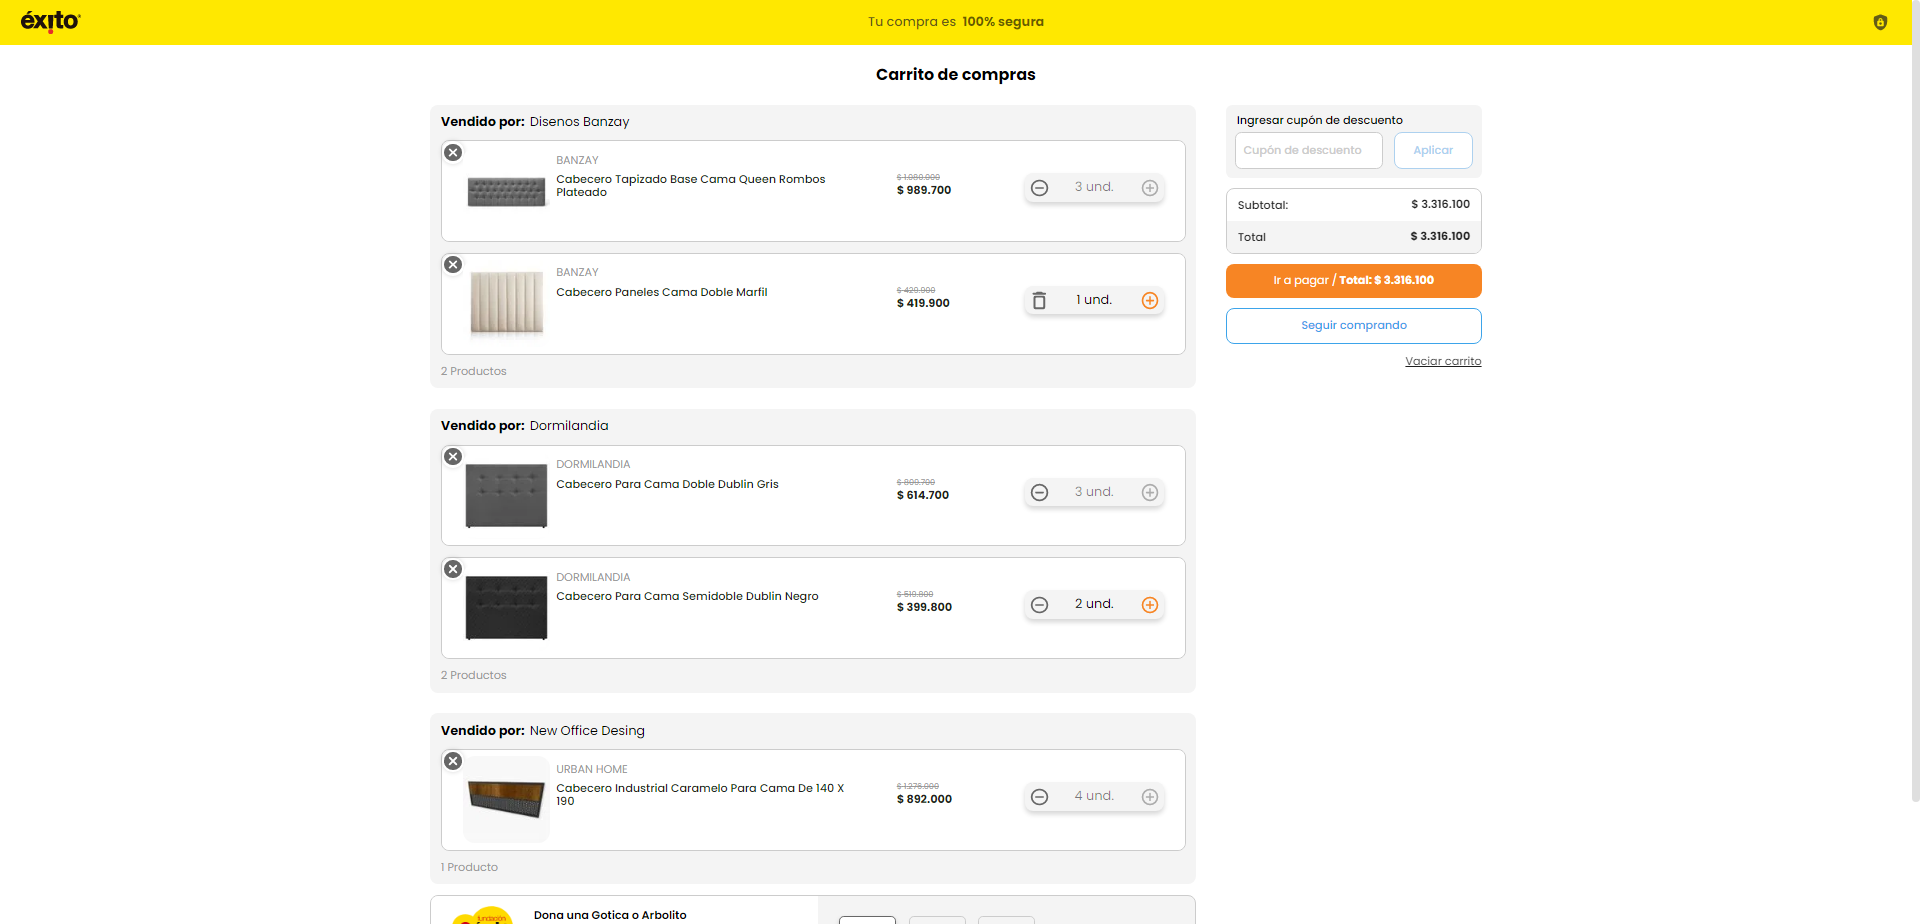 éxito
Tu compra es 100% segura
Carrito de compras
Vendido por: Disenos Banzay
BANZAY
Cabecero Tapizado Base Cama Queen Rombos
Plateado
$ 1.080.000
$ 989.700
3 und.
BANZAY
Cabecero Paneles Cama Doble Marfil
$ 429.900
$ 419.900
1 und.
2 Productos
Vendido por: Dormilandia
DORMILANDIA
Cabecero Para Cama Doble Dublin Gris
$ 809.700
$ 614.700
3 und.
DORMILANDIA
Cabecero Para Cama Semidoble Dublin Negro
$ 519.800
$ 399.800
2 und.
2 Productos
Vendido por: New Office Desing
URBAN HOME
Cabecero Industrial Caramelo Para Cama De 140 X
190
$ 1.276.000
$ 892.000
4 und.
1 Producto
fundación
Dona una Gotica o Arbolito
Ingresar cupón de descuento
Cupón de descuento
Aplicar
Subtotal: $ 3.316.100
Total $ 3.316.100
Ir a pagar / Total: $ 3.316.100
Seguir comprando
Vaciar carrito